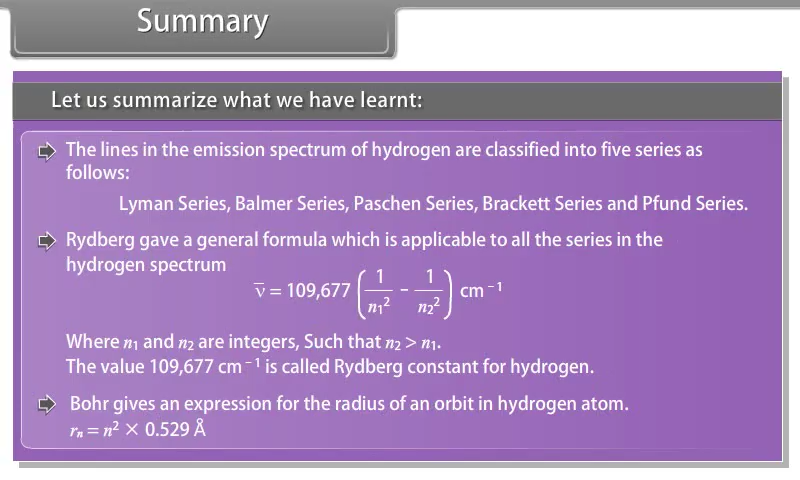 Summary
Let us summarize what we have learnt:
The lines in the emission spectrum of hydrogen are classified into five series as
follows:
Lyman Series, Balmer Series, Paschen Series, Brackett Series and Pfund Series.
Rydberg gave a general formula which is applicable to all the series in the
hydrogen spectrum
ν̅ = 109,677 (1/n₁² – 1/n₂²) cm⁻¹
Where n₁ and n₂ are integers, Such that n₂ > n₁.
The value 109,677 cm⁻¹ is called Rydberg constant for hydrogen.
Bohr gives an expression for the radius of an orbit in hydrogen atom.
rₙ = n² × 0.529 Å